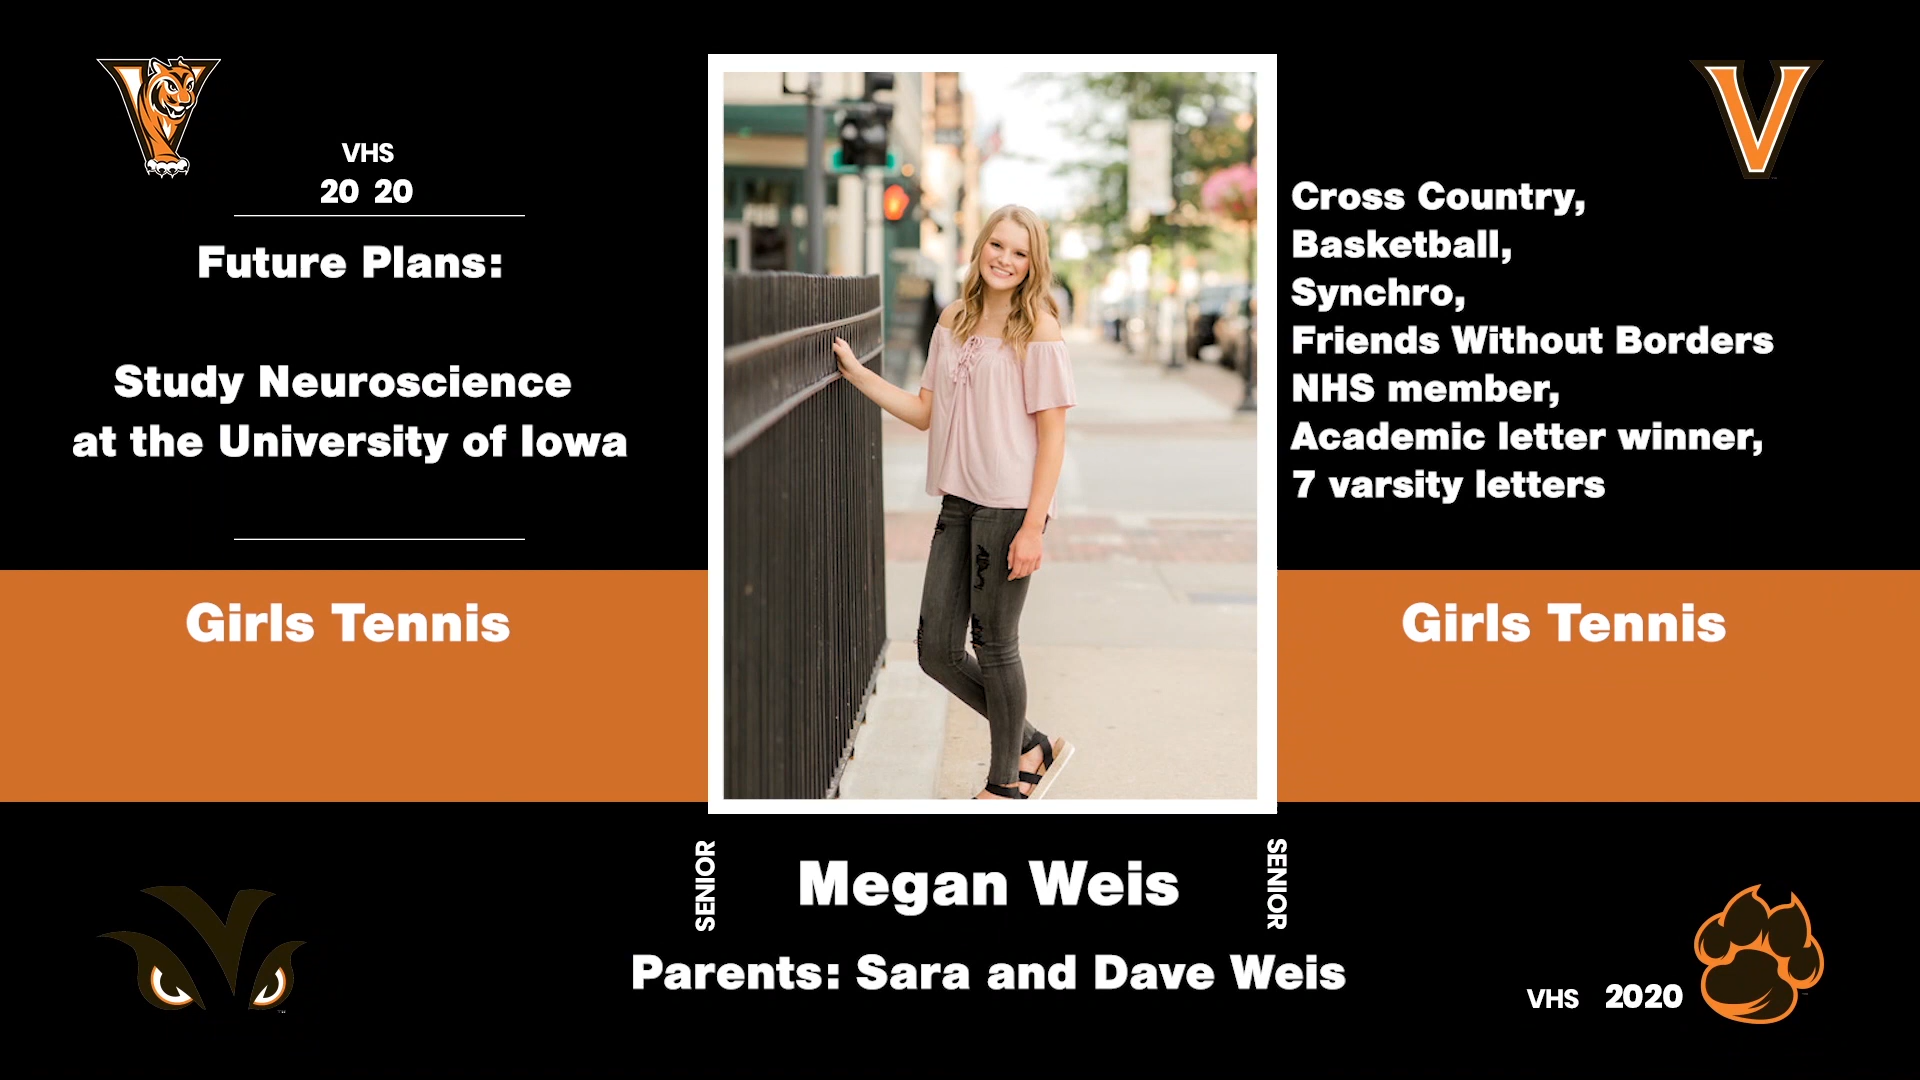 VHS
20 20
Future Plans:
Study Neuroscience
at the University of Iowa
Girls Tennis
V
Cross Country,
Basketball,
Synchro,
Friends Without Borders
NHS member,
Academic letter winner,
7 varsity letters
Girls Tennis
SENIOR
Megan Weis
SENIOR
Parents: Sara and Dave Weis
VHS 2020